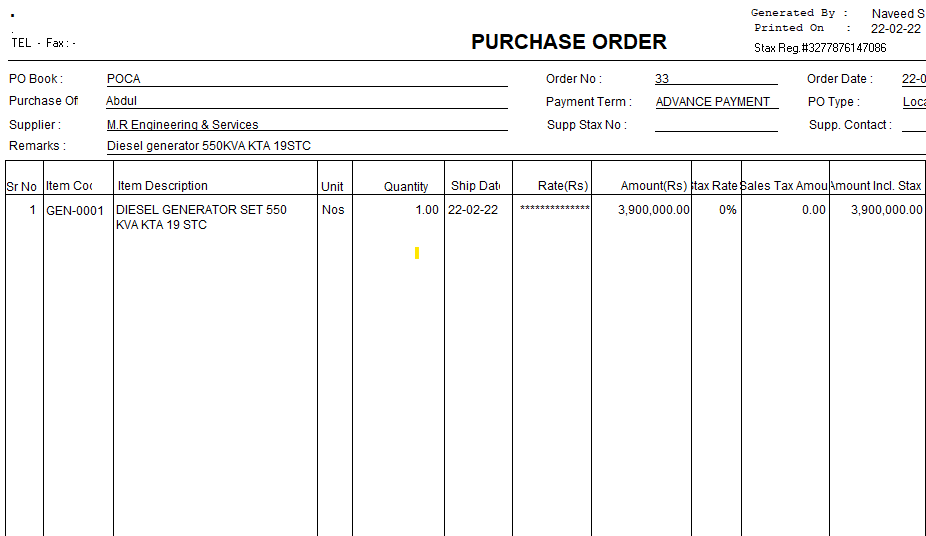 Generated By : Naveed S
Printed On : 22-02-22
TEL - Fax : -
PURCHASE ORDER
Stax Reg.#3277876147086
PO Book : POCA Order No : 33 Order Date : 22-0
Purchase Of Abdul Payment Term : ADVANCE PAYMENT PO Type : Loca
Supplier : M.R Engineering & Services Supp Stax No : Supp. Contact :
Remarks : Diesel generator 550KVA KTA 19STC
Sr No Item Coc Item Description Unit Quantity Ship Dat Rate(Rs) Amount(Rs) Stax Rate Sales Tax Amou Amount Incl. Stax
1 GEN-0001 DIESEL GENERATOR SET 550 Nos 1.00 22-02-22 ************** 3,900,000.00 0% 0.00 3,900,000.00
KVA KTA 19 STC